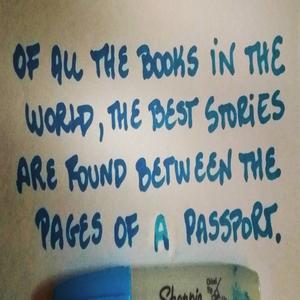 OF ALL THE BOOKS IN THE
WORLD, THE BEST STORIES
ARE FOUND BETWEEN THE
PAGES OF A PASSPORT.
Sharpie